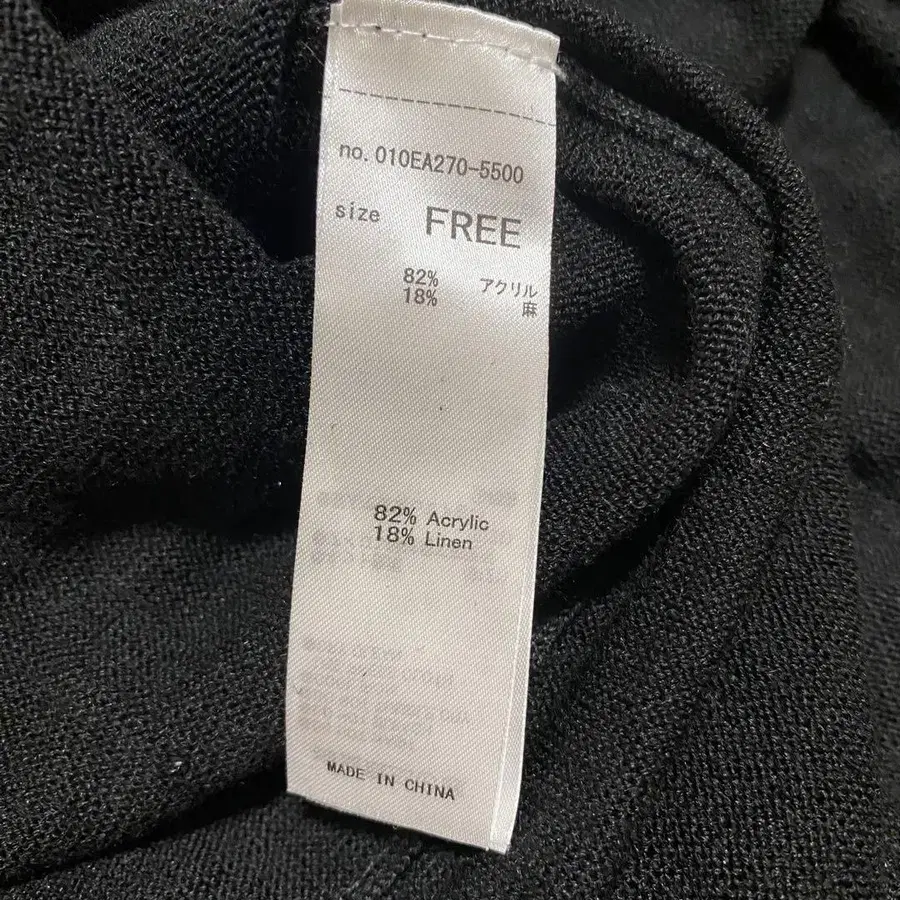 no. 010EA270-5500
size FREE
82% アクリル
18% 麻
82% Acrylic
18% Linen
MADE IN CHINA